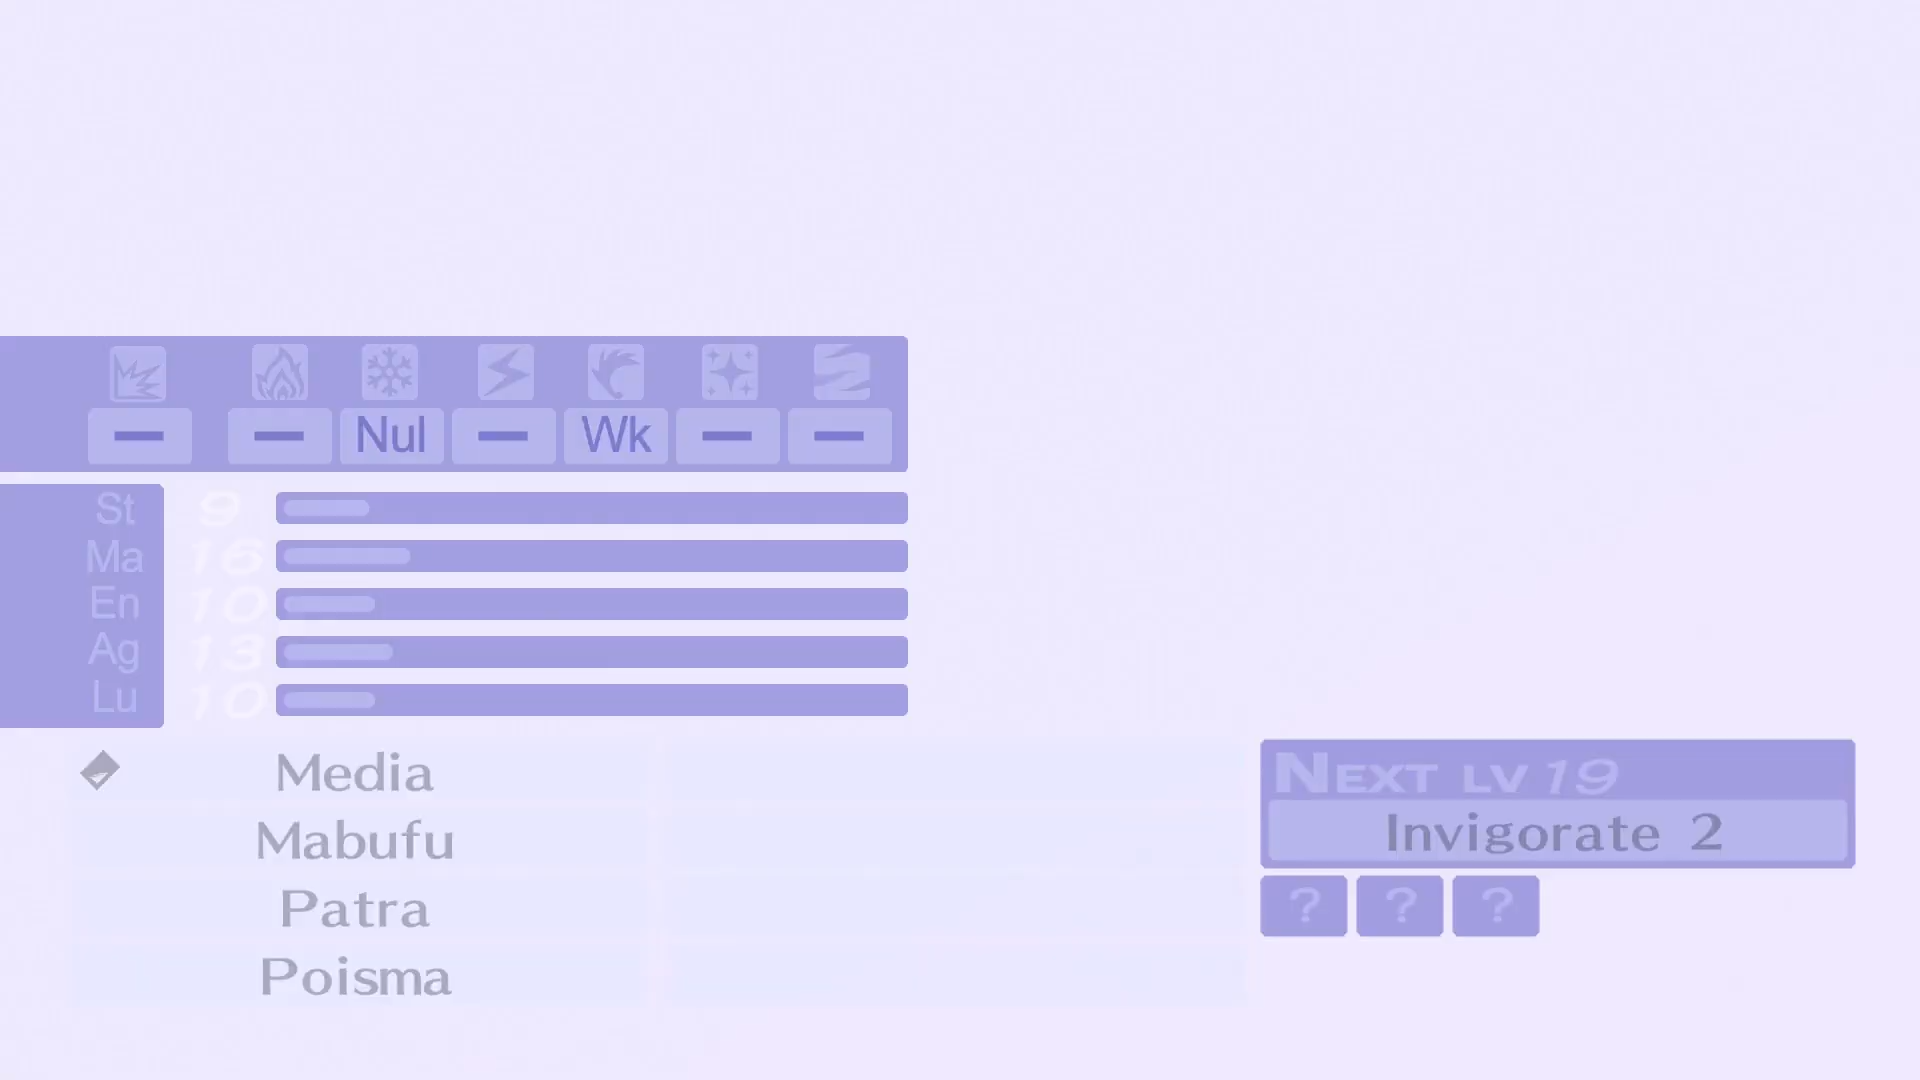 — — Nul — Wk — —
St 9
Ma 16
En 10
Ag 13
Lu 10
Media
Mabufu
Patra
Poisma
NEXT LV 19
Invigorate 2
? ? ?